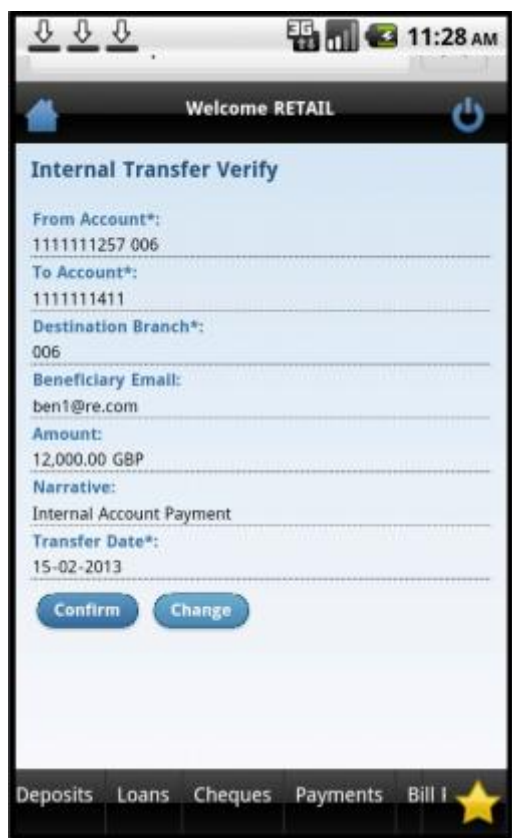 3G 11:28 AM
Welcome RETAIL
Internal Transfer Verify
From Account*:
1111111257 006
To Account*:
1111111411
Destination Branch*:
006
Beneficiary Email:
ben1@re.com
Amount:
12,000.00 GBP
Narrative:
Internal Account Payment
Transfer Date*:
15-02-2013
Confirm Change
Deposits Loans Cheques Payments Bill